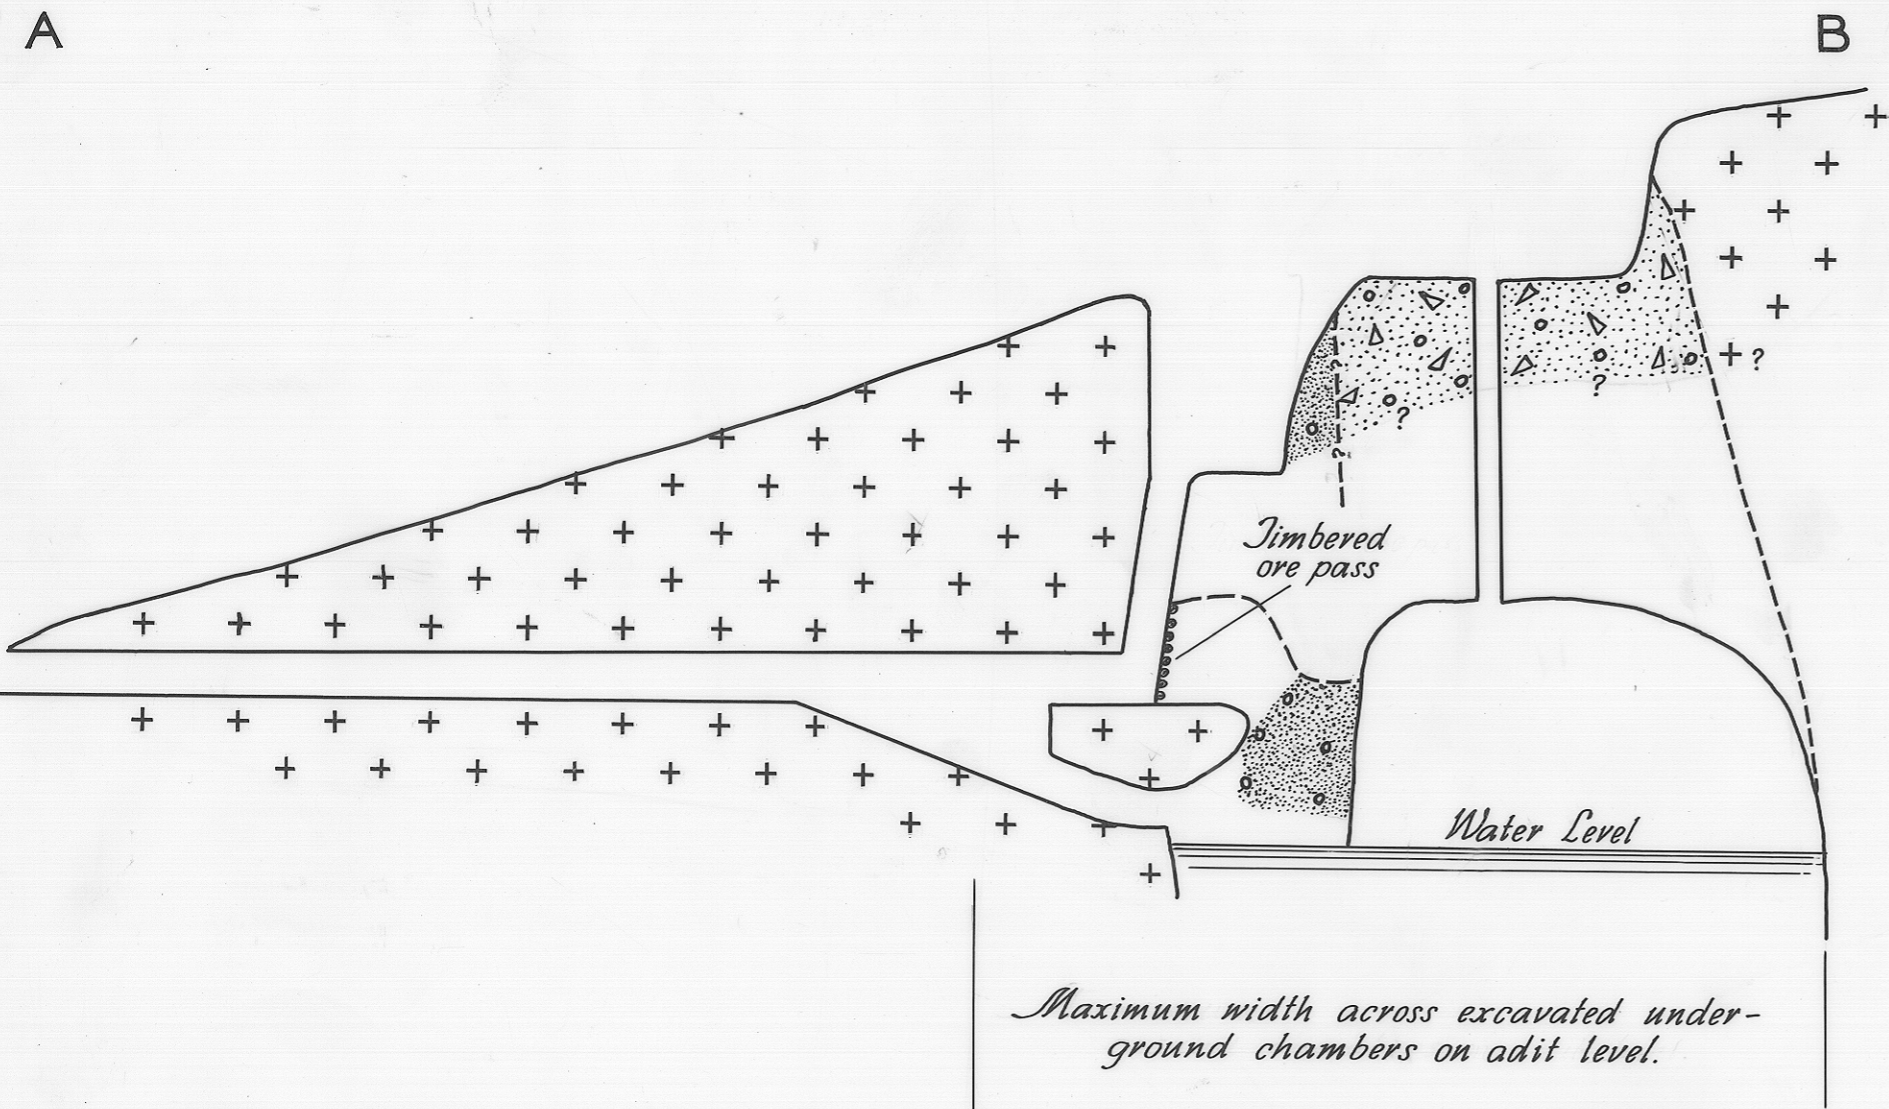 A
B
?
?
?
?
?
Timbered
ore pass
Water Level
Maximum width across excavated under-
ground chambers on adit level.